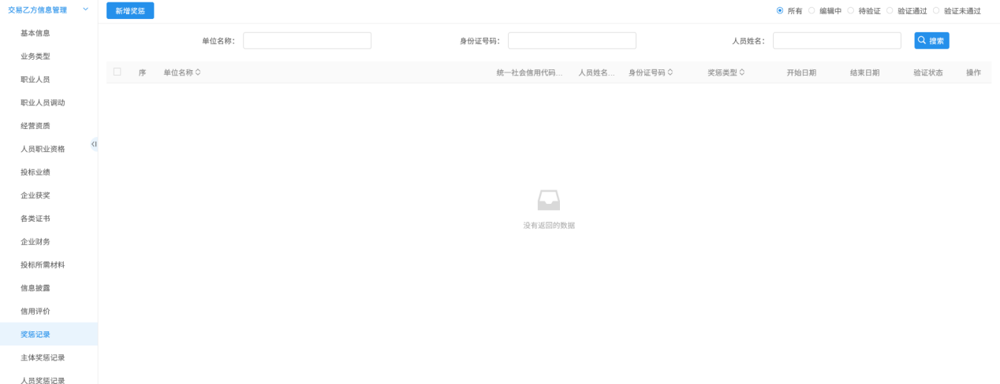 交易乙方信息管理
基本信息
业务类型
职业人员
职业人员调动
经营资质
人员职业资格
投标业绩
企业获奖
各类证书
企业财务
投标所需材料
信息披露
信用评价
奖惩记录
主体奖惩记录
人员奖惩记录
新增奖惩
所有 编辑中 待验证 验证通过 验证未通过
单位名称: 身份证号码: 人员姓名: 搜索
序 单位名称 统一社会信用代码... 人员姓名... 身份证号码 奖惩类型 开始日期 结束日期 验证状态 操作
没有返回的数据